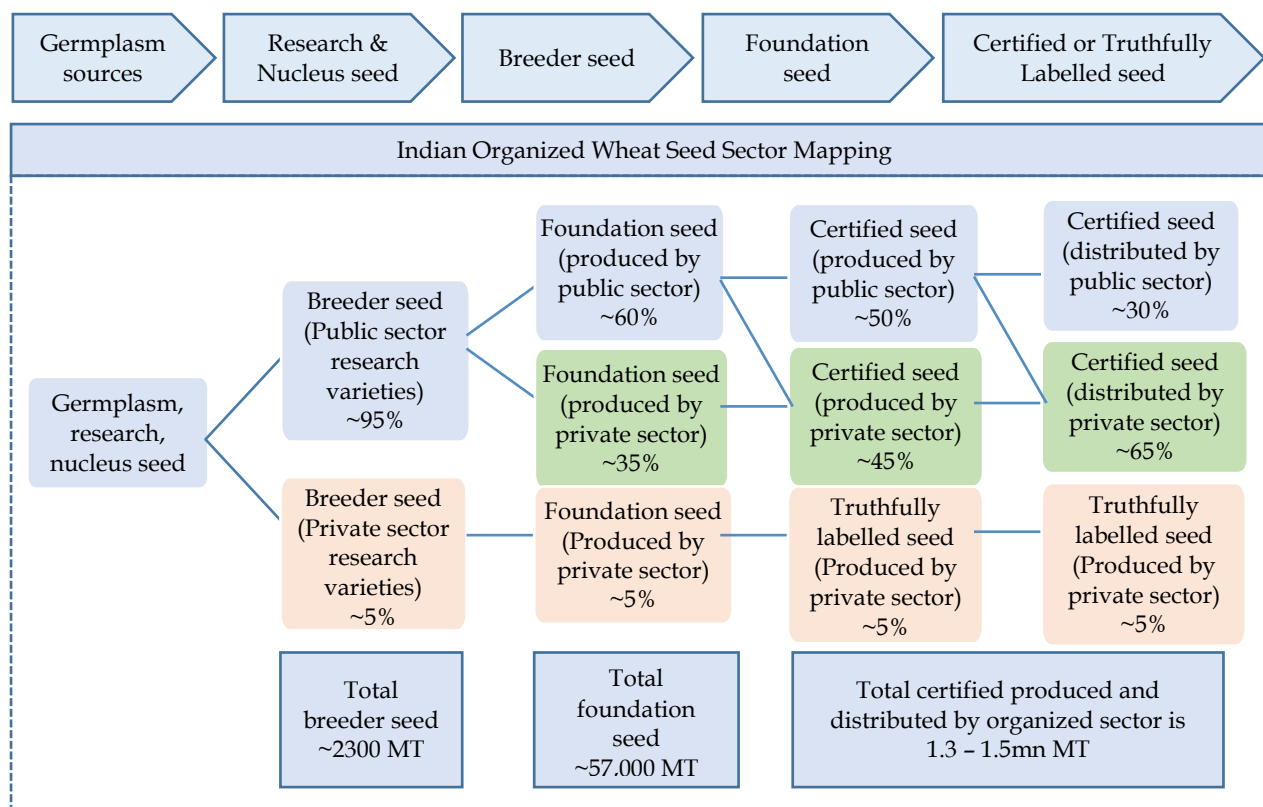 Germplasm
sources
Research &
Nucleus seed
Breeder seed
Foundation
seed
Certified or Truthfully
Labelled seed
Indian Organized Wheat Seed Sector Mapping
Germplasm,
research,
nucleus seed
Breeder seed
(Public sector
research
varieties)
~95%
Breeder seed
(Private sector
research
varieties)
~5%
Foundation seed
(produced by
public sector)
~60%
Foundation seed
(produced by
private sector)
~35%
Foundation seed
(Produced by
private sector)
~5%
Certified seed
(produced by
public sector)
~50%
Certified seed
(produced by
private sector)
~45%
Truthfully
labelled seed
(Produced by
private sector)
~5%
Certified seed
(distributed by
public sector)
~30%
Certified seed
(distributed by
private sector)
~65%
Truthfully
labelled seed
(Produced by
private sector)
~5%
Total
breeder seed
~2300 MT
Total
foundation
seed
~57.000 MT
Total certified produced and
distributed by organized sector is
1.3 – 1.5mn MT